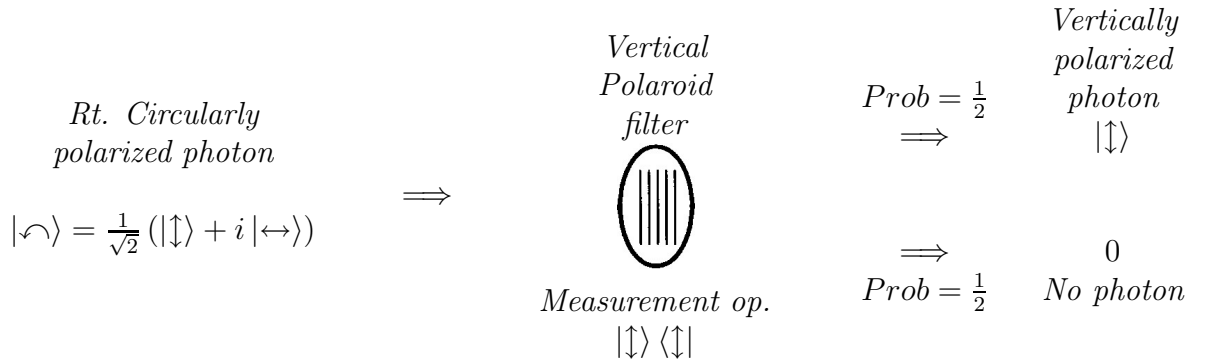 Rt. Circularly
polarized photon
|↶⟩ = 1/√2 (|↕⟩ + i |↔⟩)
⟹
Vertical
Polaroid
filter
Measurement op.
|↕⟩ ⟨↕|
Prob = 1/2
⟹
Vertically
polarized
photon
|↕⟩
⟹
Prob = 1/2
0
No photon